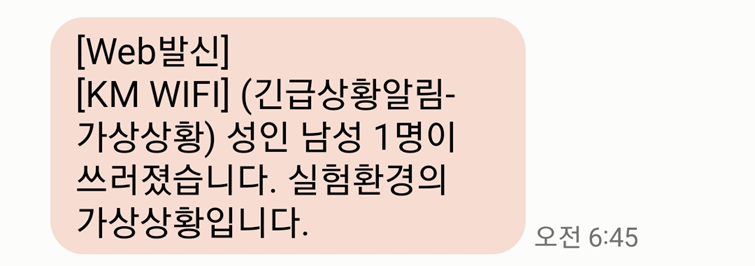 [Web발신]
[KM WIFI] (긴급상황알림-
가상상황) 성인 남성 1명이
쓰러졌습니다. 실험환경의
가상상황입니다.
오전 6:45